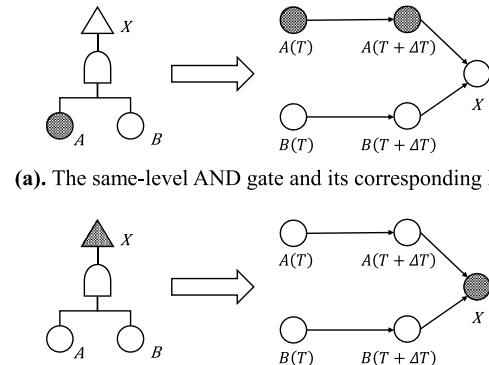 X
A
B
A(T)
A(T + ΔT)
X
B(T)
B(T + ΔT)
(a). The same-level AND gate and its corresponding
X
A
B
A(T)
A(T + ΔT)
X
B(T)
B(T + ΔT)